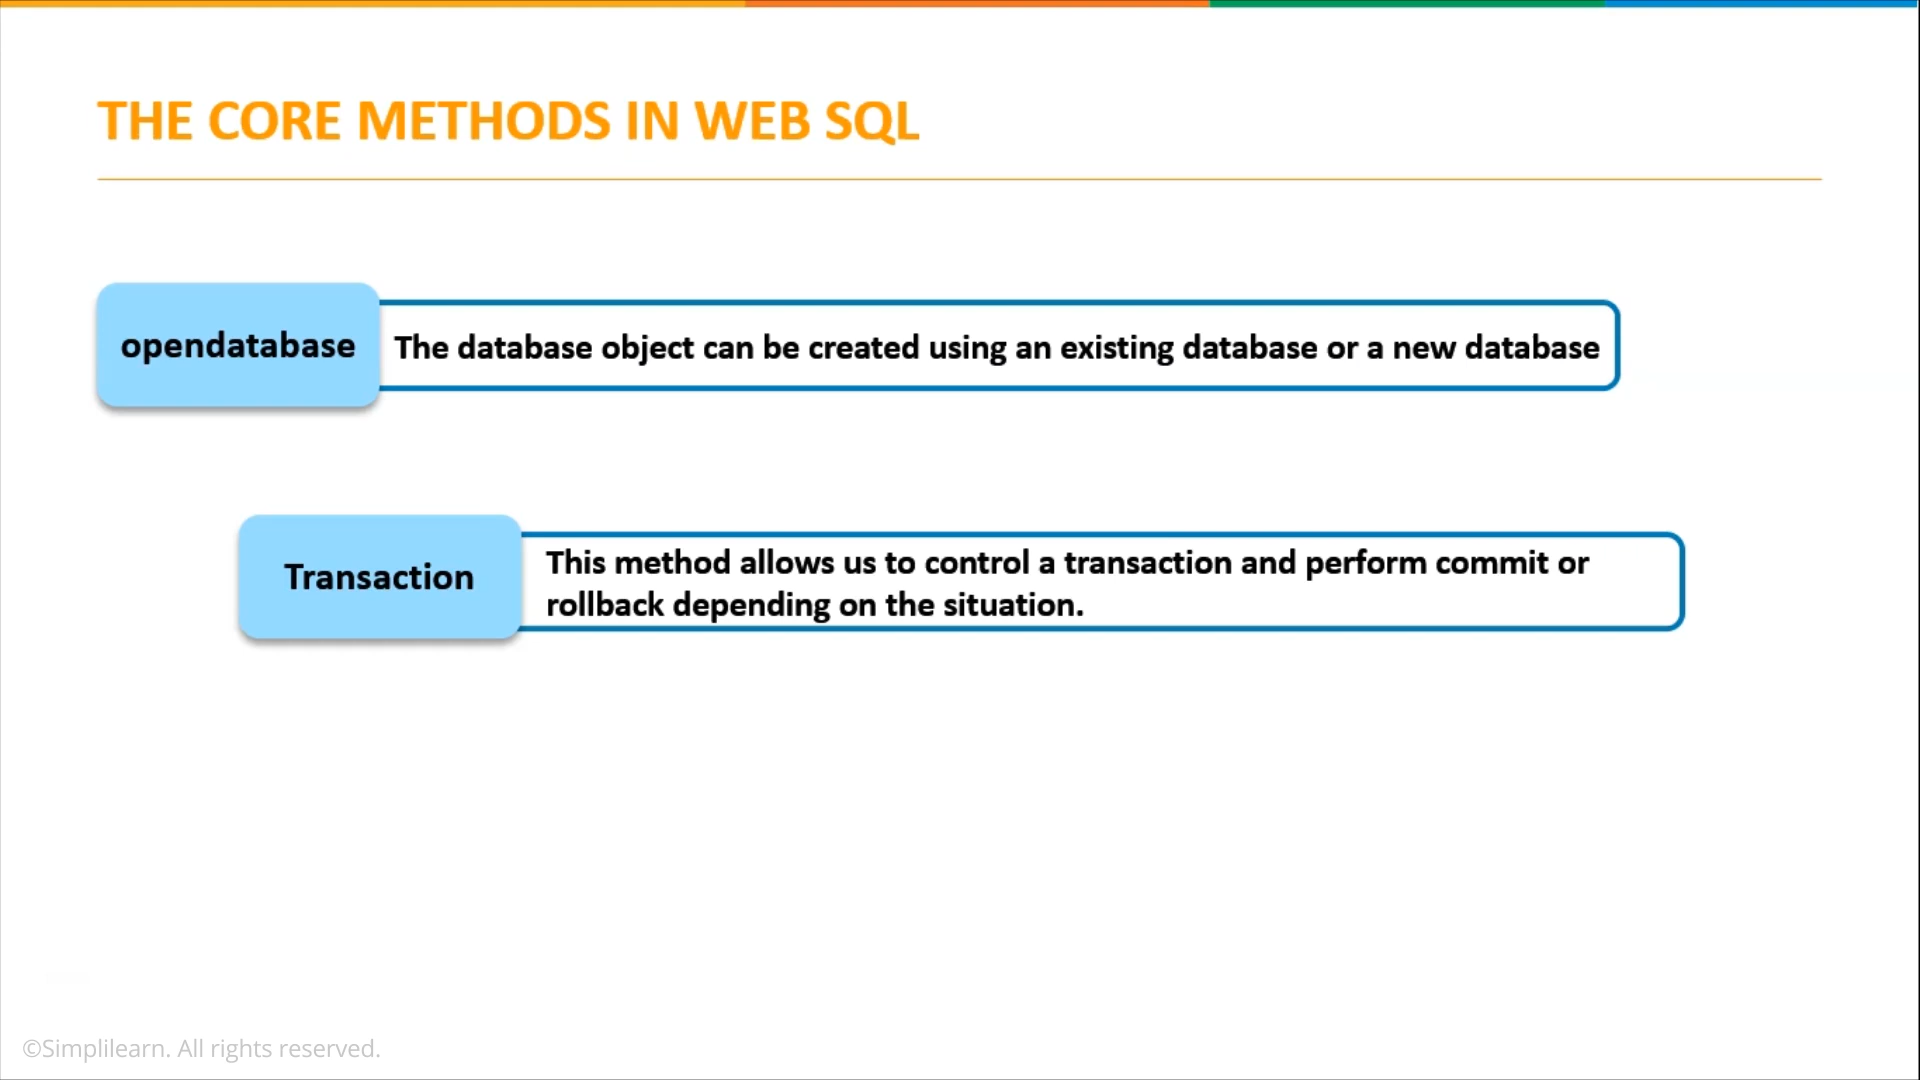 THE CORE METHODS IN WEB SQL
opendatabase
The database object can be created using an existing database or a new database
Transaction
This method allows us to control a transaction and perform commit or
rollback depending on the situation.
©Simplilearn. All rights reserved.